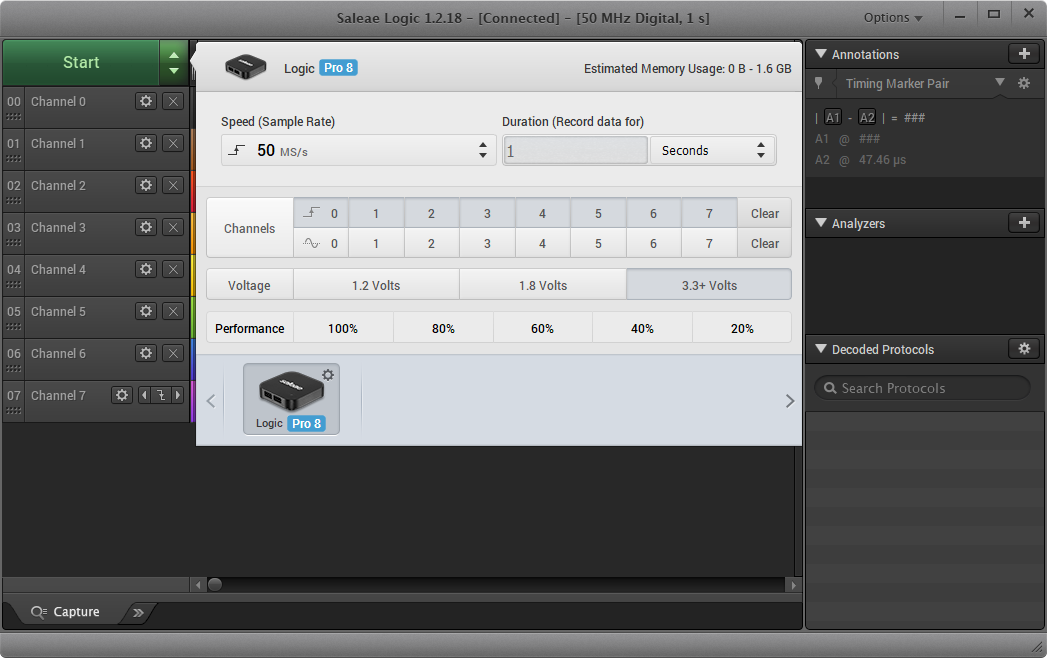 Saleae Logic 1.2.18 - [Connected] - [50 MHz Digital, 1 s]
Options
Start
Logic Pro 8
Estimated Memory Usage: 0 B - 1.6 GB
Speed (Sample Rate)
Duration (Record data for)
50 MS/s
1
Seconds
Channels
0 1 2 3 4 5 6 7 Clear
0 1 2 3 4 5 6 7 Clear
Voltage 1.2 Volts 1.8 Volts 3.3+ Volts
Performance 100% 80% 60% 40% 20%
saleae
Logic Pro 8
00 Channel 0
01 Channel 1
02 Channel 2
03 Channel 3
04 Channel 4
05 Channel 5
06 Channel 6
07 Channel 7
Capture
Annotations
Timing Marker Pair
| A1 - A2 | = ###
A1 @ ###
A2 @ 47.46 µs
Analyzers
Decoded Protocols
Search Protocols